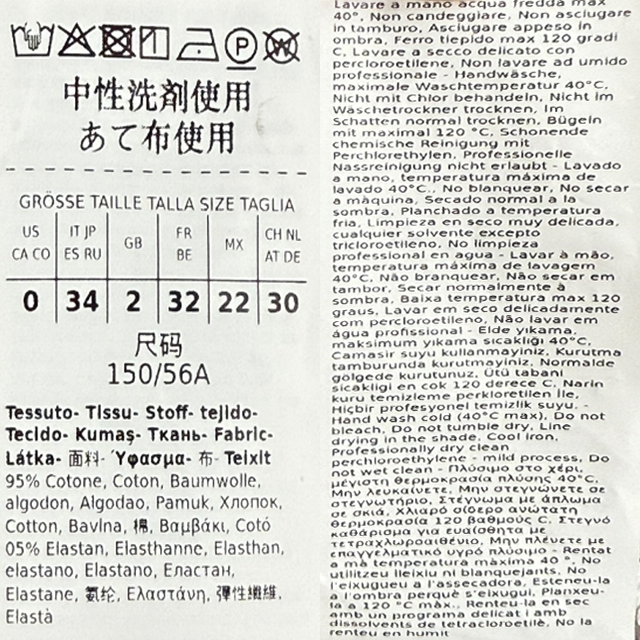 中性洗剤使用
あて布使用
GRÖSSE TAILLE TALLA SIZE TAGLIA
US CA CO
IT JP ES RU
GB
FR BE
MX
CH NL AT DE
0 34 2 32 22 30
尺码
150/56A
Tessuto- Tissu- Stoff- tejido-
Tecido- Kumaş- Ткань- Fabric-
Látka- 面料- Ύφασμα- 布- Teixit
95% Cotone, Coton, Baumwolle,
algodon, Algodao, Pamuk, Хлопок,
Cotton, Bavlna, 棉, Βαμβάκι, Cotó
05% Elastan, Elasthanne, Elasthan,
elastano, Elastano, Еластан,
Elastane, 氨纶, Ελαστάνη, 彈性纖維,
Elastà
Lavare a mano acqua fredda max
40°, Non candeggiare, Non asciugare
in tamburo, Asciugare appeso in
ombra, Ferro tiepido max 120 gradi
C, Lavare a secco delicato con
percloroetilene, Non lavare ad umido
professionale - Handwäsche,
maximale Waschtemperatur 40°C,
Nicht mit Chlor behandeln, Nicht im
Wäschetrockner trocknen, Im
Schatten normal trocknen, Bügeln
mit maximal 120 °C, Schonende
chemische Reinigung mit
Perchlorethylen, Professionelle
Nassreinigung nicht erlaubt - Lavado
a mano, temperatura máxima de
lavado 40°C., No blanquear, No secar
a màquina, Secado normal a la
sombra, Planchado a temperatura
fria, Limpieza en seco muy delicada,
cualquier solvente excepto
tricloroetileno, No limpieza
professional en agua - Lavar à mão,
temperatura máxima de lavagem
40°C, Não branquear, Não secar em
tambor, Secar normalmente à
sombra, Baixa temperatura max 120
graus, Lavar em seco delicadamente
com percloroetileno, Não lavar em
água profissional - Elde yıkama,
maksimum yıkama sıcaklığı 40°C,
Camasir suyu kullanmayiniz, Kurutma
tamburunda kurutmayiniz, Normalde
gölgede kurutunuz, Ütü tabani
sicakligi en cok 120 derece C, Narin
kuru temizleme perkloretilen İle,
Hiçbir profesyonel temizlik suyu. -
Hand wash cold (40°C max), Do not
bleach, Do not tumble dry, Line
drying in the shade, Cool iron,
Professionally dry clean
perchloroethylene - mild process, Do
not wet clean - Πλύσιμο στο χέρι,
μέγιστη θερμοκρασία πλύσης 40°C,
Μην λευκαίνετε, Μην στεγνώνετε σε
στεγνωτήριο, Στέγνωμα με άπλωμα
σε σκιά, Χλιαρό σίδερο ανώτατη
θερμοκρασία 120 βαθμούς C, Στεγνό
καθάρισμα για ευαίσθητα με
τετραχλωροαιθένιο, Μην πλένετε με
επαγγελματικό υγρό πλύσιμο - Rentat
a mà temperatura màxima 40 °, No
utilitzeu lleixiu ni blanquejants, No
l'eixugueu a l'assecadora, Esteneu-la
a l'ombra perquè s'eixugui, Planxeu-
la a 120 °C màx., Renteu-la en sec
amb un programa delicat i amb
dissolvents de tetracloroetilè, No la
renteu en humit